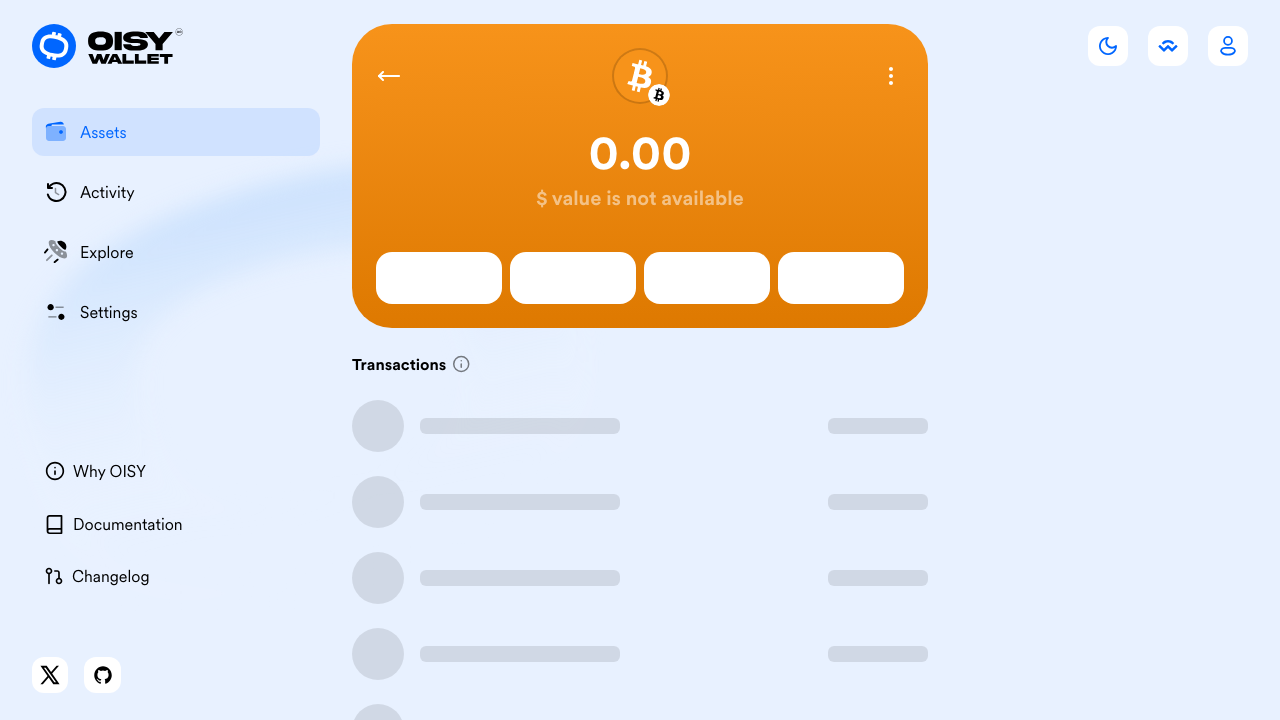 OISY
WALLET
Assets
Activity
Explore
Settings
Why OISY
Documentation
Changelog
0.00
$ value is not available
Transactions